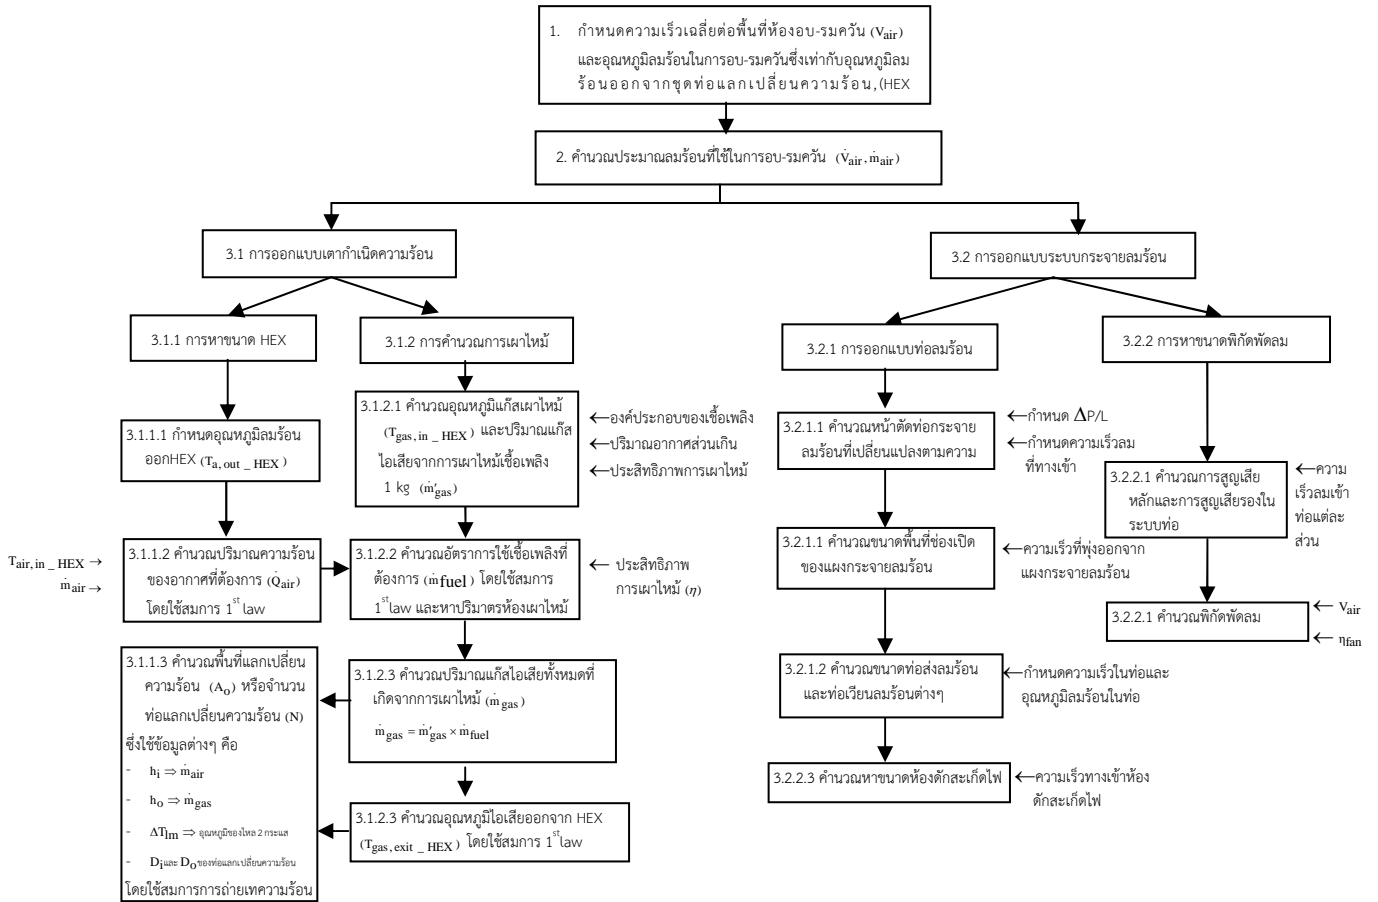 1. กำหนดความเร็วเฉลี่ยต่อพื้นที่ห้องอบ-รมควัน (V_air)
และอุณหภูมิลมร้อนในการอบ-รมควันซึ่งเท่ากับอุณหภูมิลม
ร้อนออกจากชุดท่อแลกเปลี่ยนความร้อน,(HEX
2. คำนวณประมาณลมร้อนที่ใช้ในการอบ-รมควัน (V̇_air, ṁ_air)
3.1 การออกแบบเตากำเนิดความร้อน
3.2 การออกแบบระบบกระจายลมร้อน
3.1.1 การหาขนาด HEX
3.1.2 การคำนวณการเผาไหม้
3.2.1 การออกแบบท่อลมร้อน
3.2.2 การหาขนาดพิกัดพัดลม
3.1.1.1 กำหนดอุณหภูมิลมร้อน
ออกHEX (T_a,out _ HEX)
3.1.2.1 คำนวณอุณหภูมิแก๊สเผาไหม้
(T_gas,in _ HEX) และปริมาณแก๊ส
ไอเสียจากการเผาไหม้เชื้อเพลิง
1 kg (ṁ′_gas)
←องค์ประกอบของเชื้อเพลิง
←ปริมาณอากาศส่วนเกิน
←ประสิทธิภาพการเผาไหม้
3.2.1.1 คำนวณหน้าตัดท่อกระจาย
ลมร้อนที่เปลี่ยนแปลงตามความ
←กำหนด ΔP/L
←กำหนดความเร็วลม
ที่ทางเข้า
3.2.2.1 คำนวณการสูญเสีย
หลักและการสูญเสียรองใน
ระบบท่อ
←ความ
เร็วลมเข้า
ท่อแต่ละ
ส่วน
T_air,in _ HEX →
ṁ_air →
3.1.1.2 คำนวณปริมาณความร้อน
ของอากาศที่ต้องการ (Q̇_air)
โดยใช้สมการ 1st law
3.1.2.2 คำนวณอัตราการใช้เชื้อเพลิงที่
ต้องการ (ṁ_fuel) โดยใช้สมการ
1st law และหาปริมาตรห้องเผาไหม้
← ประสิทธิภาพ
การเผาไหม้ (η)
3.2.1.1 คำนวณขนาดพื้นที่ช่องเปิด
ของแผงกระจายลมร้อน
←ความเร็วที่พุ่งออกจาก
แผงกระจายลมร้อน
3.2.2.1 คำนวณพิกัดพัดลม
← V_air
← η_fan
3.1.1.3 คำนวณพื้นที่แลกเปลี่ยน
ความร้อน (A_o) หรือจำนวน
ท่อแลกเปลี่ยนความร้อน (N)
ซึ่งใช้ข้อมูลต่างๆ คือ
- h_i ⇒ ṁ_air
- h_o ⇒ ṁ_gas
- ΔT_lm ⇒ อุณหภูมิของไหล 2 กระแส
- D_i และ D_o ของท่อแลกเปลี่ยนความร้อน
โดยใช้สมการการถ่ายเทความร้อน
3.1.2.3 คำนวณปริมาณแก๊สไอเสียทั้งหมดที่
เกิดจากการเผาไหม้ (ṁ_gas)
ṁ_gas = ṁ′_gas × ṁ_fuel
3.1.2.3 คำนวณอุณหภูมิไอเสียออกจาก HEX
(T_gas,exit _ HEX) โดยใช้สมการ 1st law
3.2.1.2 คำนวณขนาดท่อส่งลมร้อน
และท่อเวียนลมร้อนต่างๆ
←กำหนดความเร็วในท่อและ
อุณหภูมิลมร้อนในท่อ
3.2.2.3 คำนวณหาขนาดห้องดักสะเก็ดไฟ
←ความเร็วทางเข้าห้อง
ดักสะเก็ดไฟ